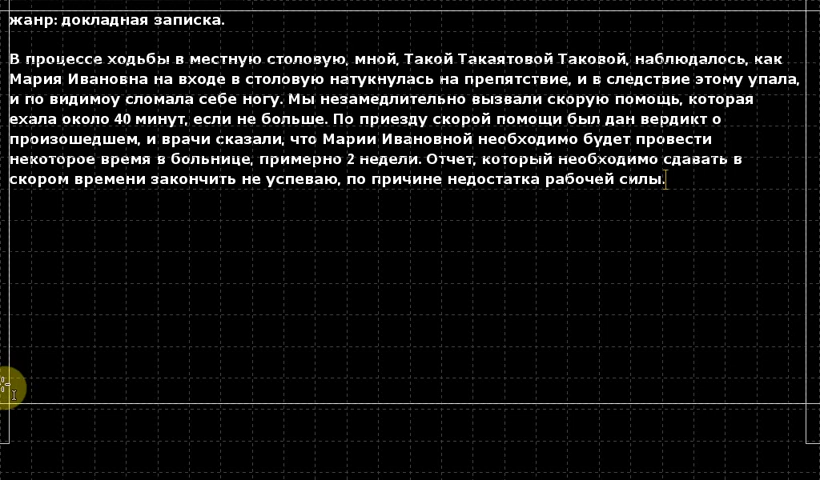 жанр: докладная записка.
В процессе ходьбы в местную столовую, мной, Такой Такаятовой Таковой, наблюдалось, как
Мария Ивановна на входе в столовую натукнулась на препятствие, и в следствие этому упала,
и по видимоу сломала себе ногу. Мы незамедлительно вызвали скорую помощь, которая
ехала около 40 минут, если не больше. По приезду скорой помощи был дан вердикт о
произошедшем, и врачи сказали, что Марии Ивановной необходимо будет провести
некоторое время в больнице, примерно 2 недели. Отчет, который необходимо сдавать в
скором времени закончить не успеваю, по причине недостатка рабочей силы.